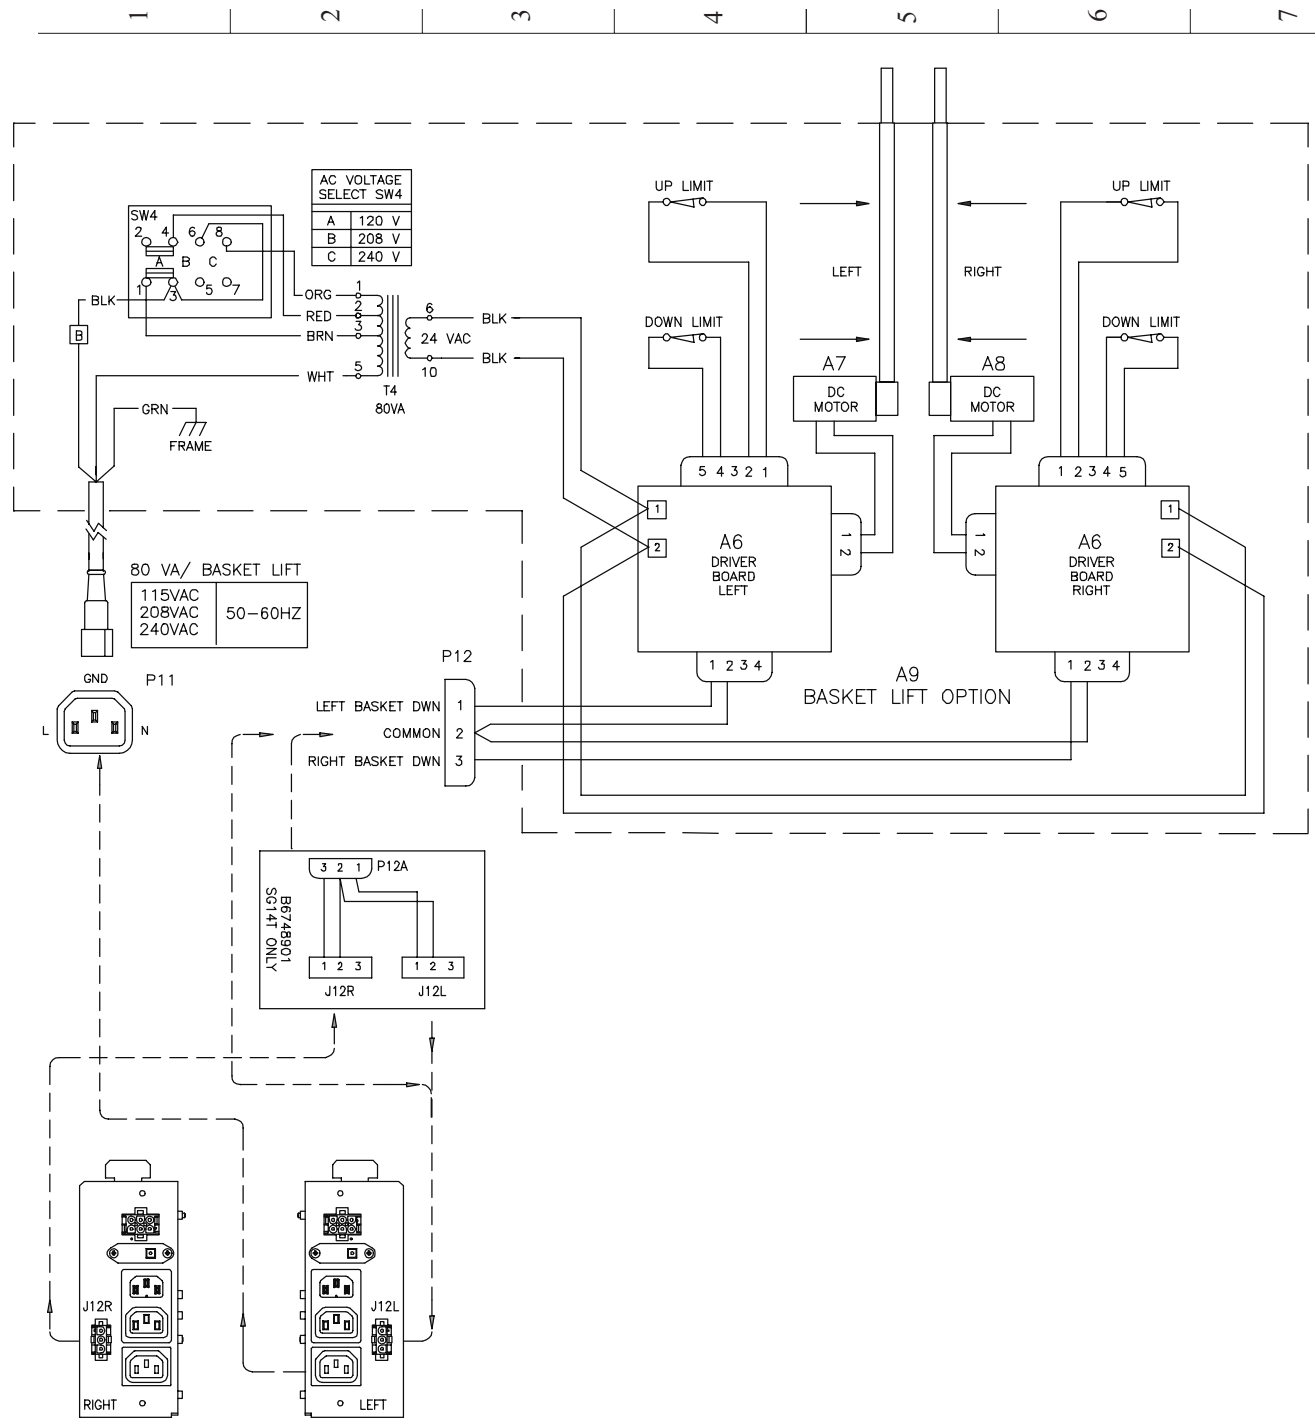 1 2 3 4 5 6 7
AC VOLTAGE
SELECT SW4
A 120 V
B 208 V
C 240 V
SW4
2 4 6 8
A B C
1 3 5 7
BLK
B
ORG 1
RED 2
BRN 3
WHT 5
6
24 VAC
10
T4
80VA
BLK
BLK
GRN
FRAME
UP LIMIT
DOWN LIMIT
LEFT
RIGHT
UP LIMIT
DOWN LIMIT
A7
DC
MOTOR
A8
DC
MOTOR
5 4 3 2 1
1
2
A6
DRIVER
BOARD
LEFT
1
2
1 2 3 4
1 2 3 4 5
1
2
A6
DRIVER
BOARD
RIGHT
1
2
1 2 3 4
80 VA/ BASKET LIFT
115VAC
208VAC
240VAC
50-60HZ
GND
P11
L
N
P12
LEFT BASKET DWN 1
COMMON 2
RIGHT BASKET DWN 3
A9
BASKET LIFT OPTION
3 2 1
P12A
B6748901
SG14T ONLY
1 2 3
J12R
1 2 3
J12L
J12R
RIGHT
J12L
LEFT